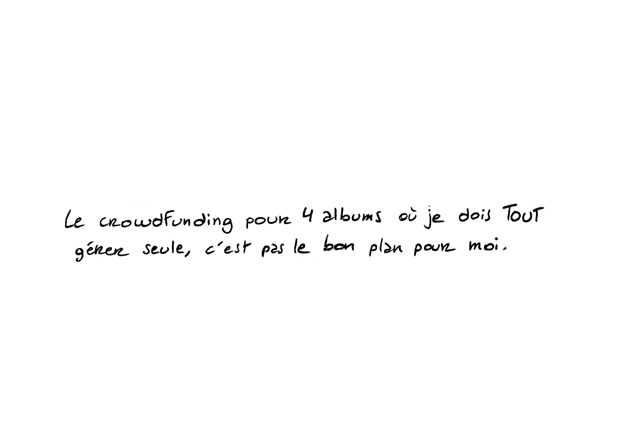 Le crowdfunding pour 4 albums où je dois TOUT
gérer seule, c'est pas le bon plan pour moi.